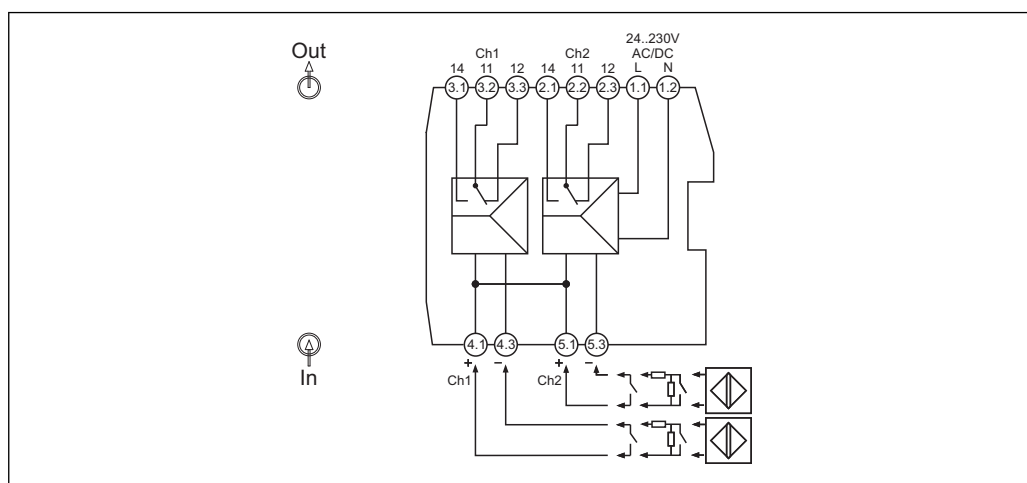 Out
Ch1
Ch2
24..230V
AC/DC
14 11 12 14 11 12 L N
3.1 3.2 3.3 2.1 2.2 2.3 1.1 1.2
4.1 4.3 5.1 5.3
+ − + −
In
Ch1
Ch2